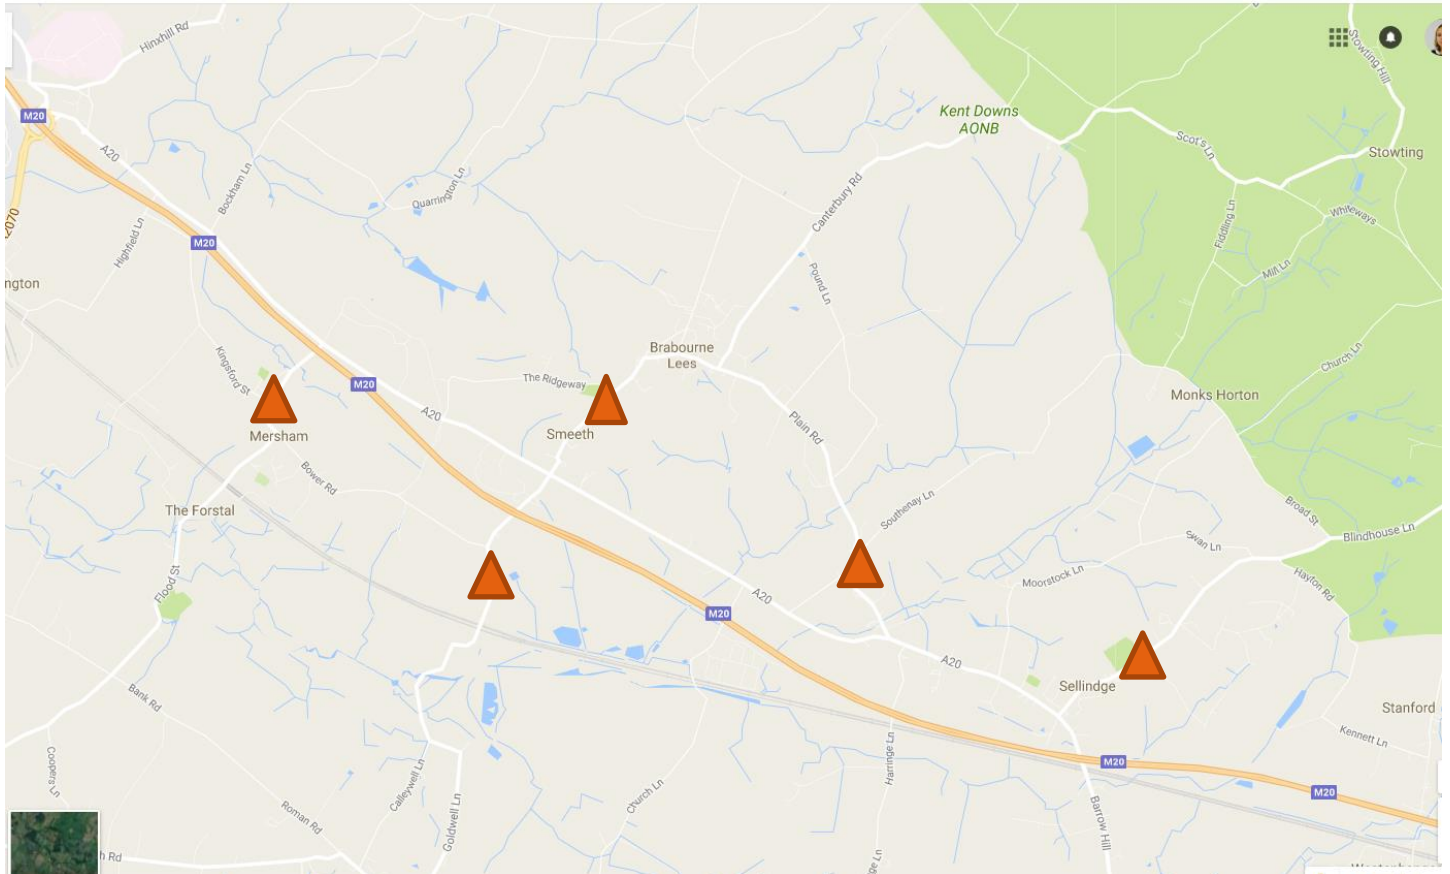 Hinxhill Rd
Stowting Hill
M20
Kent Downs
AONB
A20
Scot's Ln
Stowting
Bockham Ln
Quarrington Ln
Canterbury Rd
Whiteways
Highfield Ln
Fiddling Ln
M20
Mill Ln
Pound Ln
ngton
Brabourne
Lees
Church Ln
Kingsford St
The Ridgeway
M20
A20
Monks Horton
Plain Rd
Mersham
Smeeth
Bower Rd
Southenay Ln
The Forstal
Broad St
Blindhouse Ln
Swan Ln
Moorstock Ln
Hayton Rd
Flood St
A20
M20
A20
Sellindge
Bank Rd
Stanford
Kennett Ln
Harringe Ln
M20
Coopers Ln
Calleywell Ln
Church Ln
M20
Roman Rd
Goldwell Ln
Barrow Hill
h Rd
ge Ln